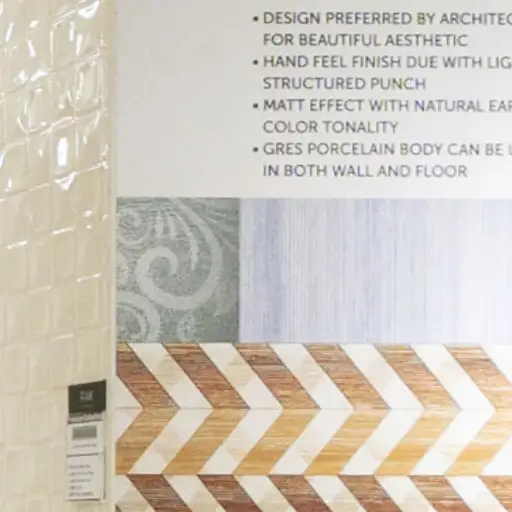 • DESIGN PREFERRED BY ARCHITEC
FOR BEAUTIFUL AESTHETIC
• HAND FEEL FINISH DUE WITH LIG
STRUCTURED PUNCH
• MATT EFFECT WITH NATURAL EAR
COLOR TONALITY
• GRES PORCELAIN BODY CAN BE U
IN BOTH WALL AND FLOOR